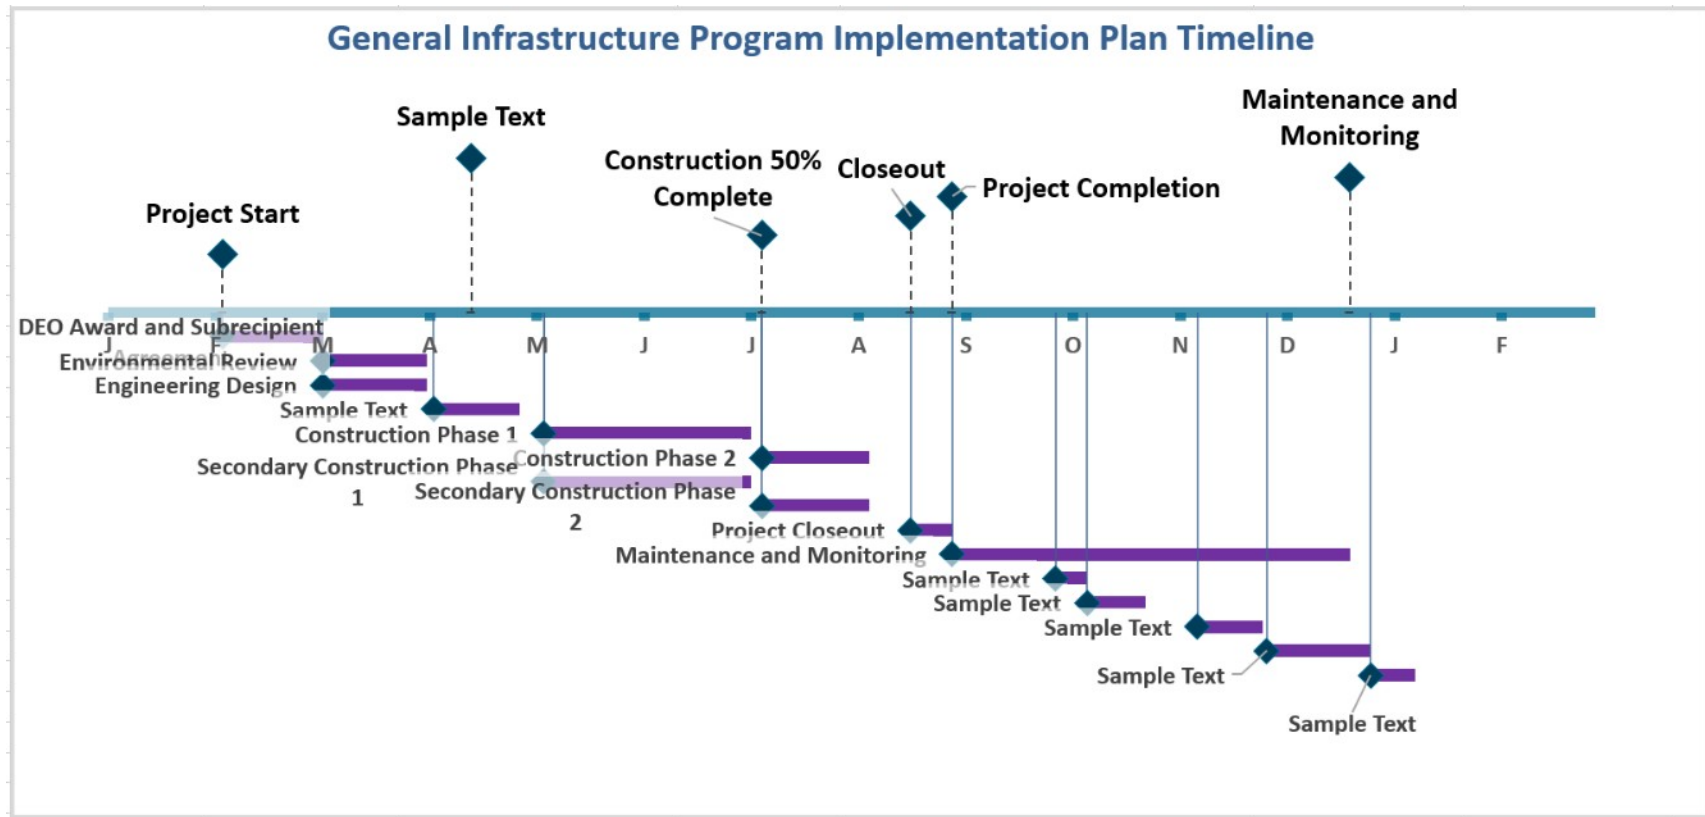 General Infrastructure Program Implementation Plan Timeline
Maintenance and
Monitoring
Sample Text
Construction 50%
Complete
Closeout
Project Completion
Project Start
DEO Award and Subrecipient
Agreement
J F M A M J J A S O N D J F
Environmental Review
Engineering Design
Sample Text
Construction Phase 1
Construction Phase 2
Secondary Construction Phase
1
Secondary Construction Phase
2
Project Closeout
Maintenance and Monitoring
Sample Text
Sample Text
Sample Text
Sample Text
Sample Text